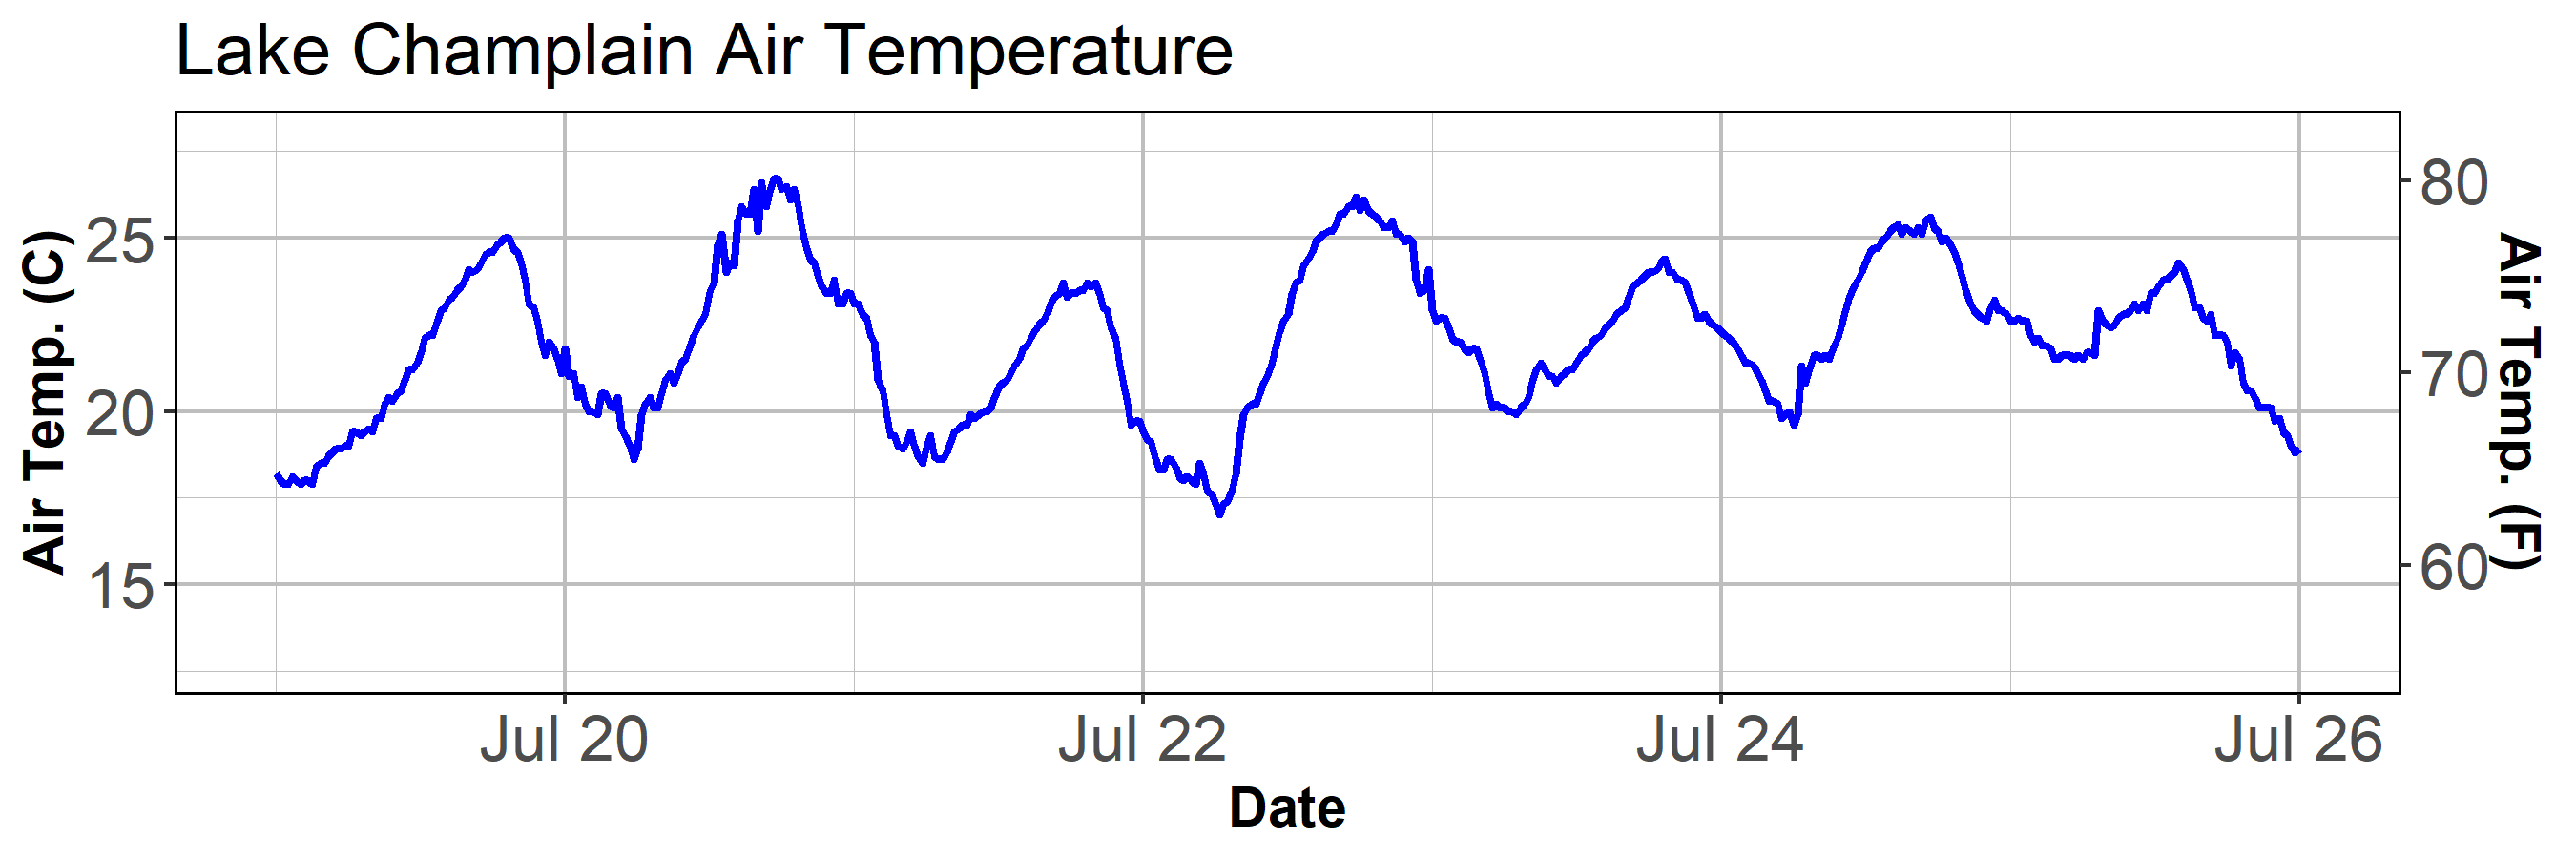 Lake Champlain Air Temperature
Air Temp. (C)
25
20
15
80
70
60
Air Temp. (F)
Jul 20
Jul 22
Jul 24
Jul 26
Date